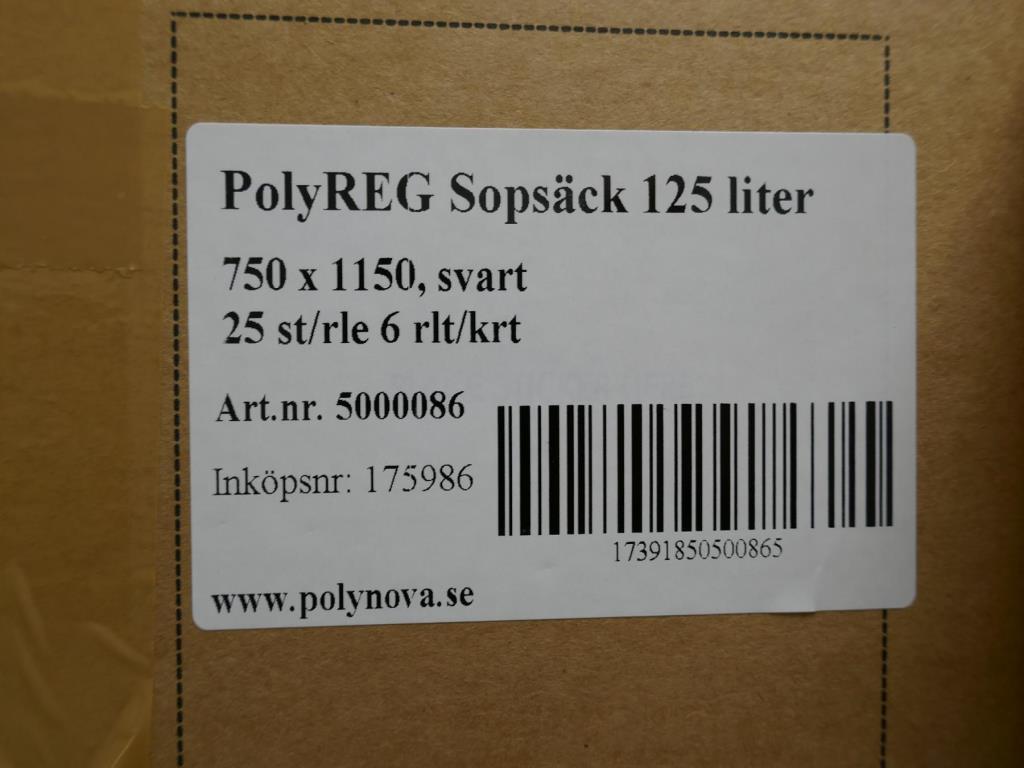 PolyREG Sopsäck 125 liter
750 x 1150, svart
25 st/rle 6 rlt/krt
Art.nr. 5000086
Inköpsnr: 175986
17391850500865
www.polynova.se